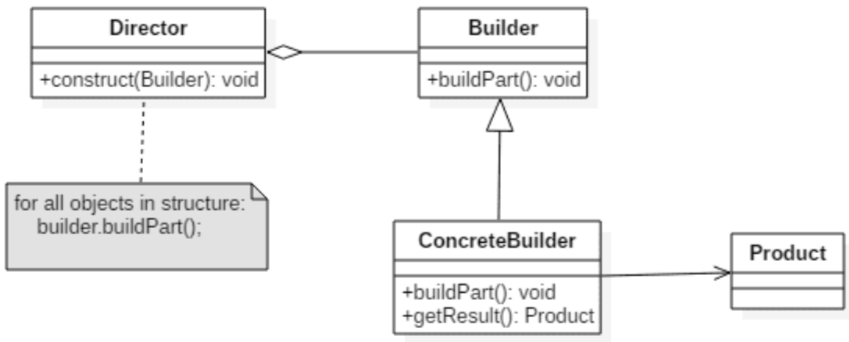 Director
+construct(Builder): void
Builder
+buildPart(): void
for all objects in structure:
builder.buildPart();
ConcreteBuilder
+buildPart(): void
+getResult(): Product
Product